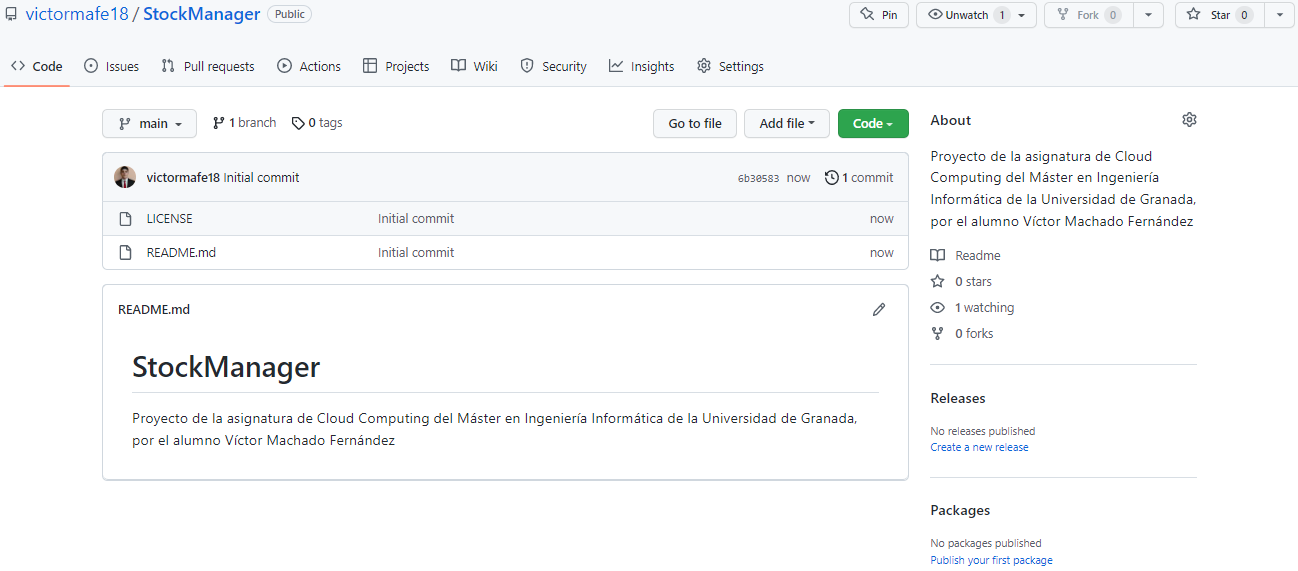 victormafe18 / StockManager Public
Pin Unwatch 1 Fork 0 Star 0
Code Issues Pull requests Actions Projects Wiki Security Insights Settings
main 1 branch 0 tags Go to file Add file Code
victormafe18 Initial commit 6b30583 now 1 commit
LICENSE Initial commit now
README.md Initial commit now
README.md
StockManager
Proyecto de la asignatura de Cloud Computing del Máster en Ingeniería Informática de la Universidad de Granada,
por el alumno Víctor Machado Fernández
About
Proyecto de la asignatura de Cloud
Computing del Máster en Ingeniería
Informática de la Universidad de Granada,
por el alumno Víctor Machado Fernández
Readme
0 stars
1 watching
0 forks
Releases
No releases published
Create a new release
Packages
No packages published
Publish your first package